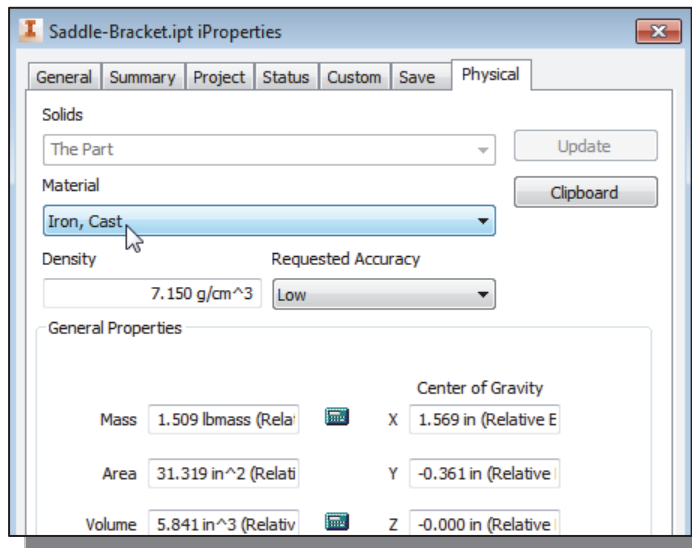 Saddle-Bracket.ipt iProperties
General Summary Project Status Custom Save Physical
Solids
The Part
Update
Material
Clipboard
Iron, Cast
Density Requested Accuracy
7.150 g/cm^3 Low
General Properties
Center of Gravity
Mass 1.509 lbmass (Rela X 1.569 in (Relative E
Area 31.319 in^2 (Relati Y -0.361 in (Relative
Volume 5.841 in^3 (Relativ Z -0.000 in (Relative